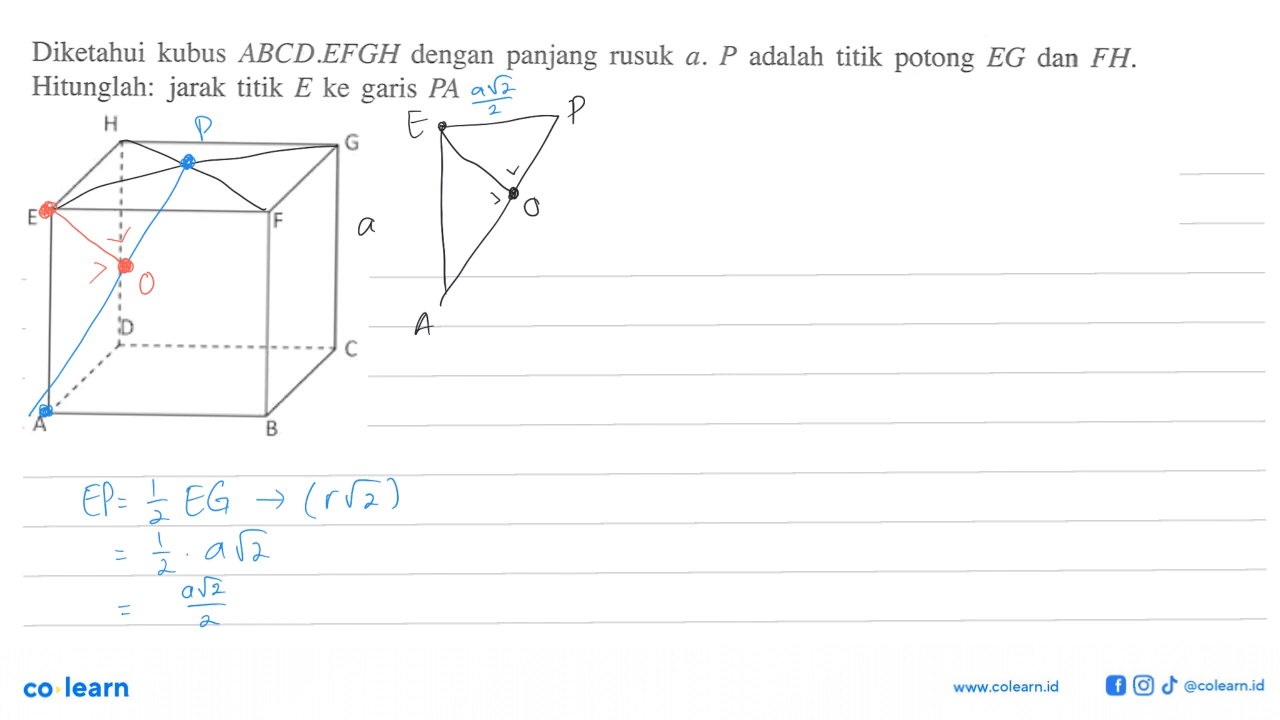 Diketahui kubus ABCD.EFGH dengan panjang rusuk a. P adalah titik potong EG dan FH.
Hitunglah: jarak titik E ke garis PA
a√2/2
H P G
E F
O
D C
A B
E P
a
O
A
EP = 1/2 EG → (r√2)
= 1/2 . a√2
= a√2/2
co learn
www.colearn.id @colearn.id